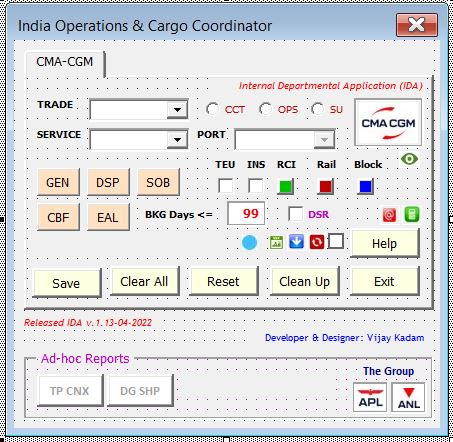 India Operations & Cargo Coordinator
CMA-CGM
Internal Departmental Application (IDA)
TRADE CCT OPS SU
CMA CGM
SERVICE PORT
TEU INS RCI Rail Block
GEN DSP SOB
CBF EAL BKG Days <= 99 DSR
Help
Save Clear All Reset Clean Up Exit
Released IDA v.1.13-04-2022
Developer & Designer: Vijay Kadam
Ad-hoc Reports The Group
TP CNX DG SHP APL ANL